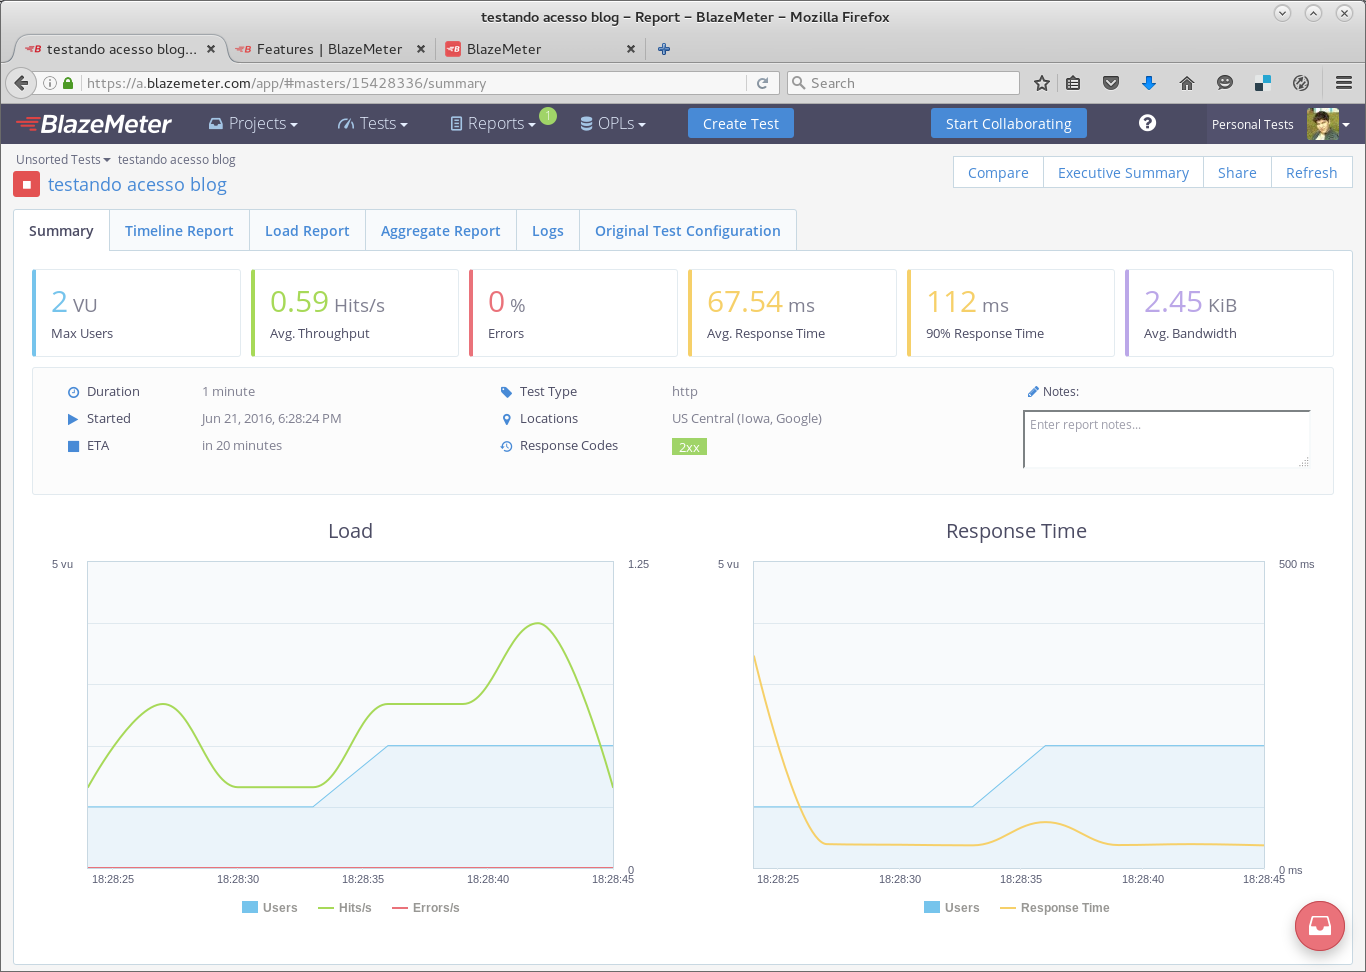 testando acesso blog – Report – BlazeMeter – Mozilla Firefox
testando acesso blog... Features | BlazeMeter BlazeMeter
https://a.blazemeter.com/app/#masters/15428336/summary Search
BlazeMeter Projects Tests Reports 1 OPLs Create Test Start Collaborating ? Personal Tests
Unsorted Tests testando acesso blog
testando acesso blog
Compare Executive Summary Share Refresh
Summary Timeline Report Load Report Aggregate Report Logs Original Test Configuration
2 VU 0.59 Hits/s 0 % 67.54 ms 112 ms 2.45 KiB
Max Users Avg. Throughput Errors Avg. Response Time 90% Response Time Avg. Bandwidth
Duration 1 minute Test Type http Notes:
Started Jun 21, 2016, 6:28:24 PM Locations US Central (Iowa, Google) Enter report notes...
ETA in 20 minutes Response Codes 2xx
Load Response Time
5 vu 1.25 5 vu 500 ms
0 0 ms
18:28:25 18:28:30 18:28:35 18:28:40 18:28:45 18:28:25 18:28:30 18:28:35 18:28:40 18:28:45
Users Hits/s Errors/s Users Response Time